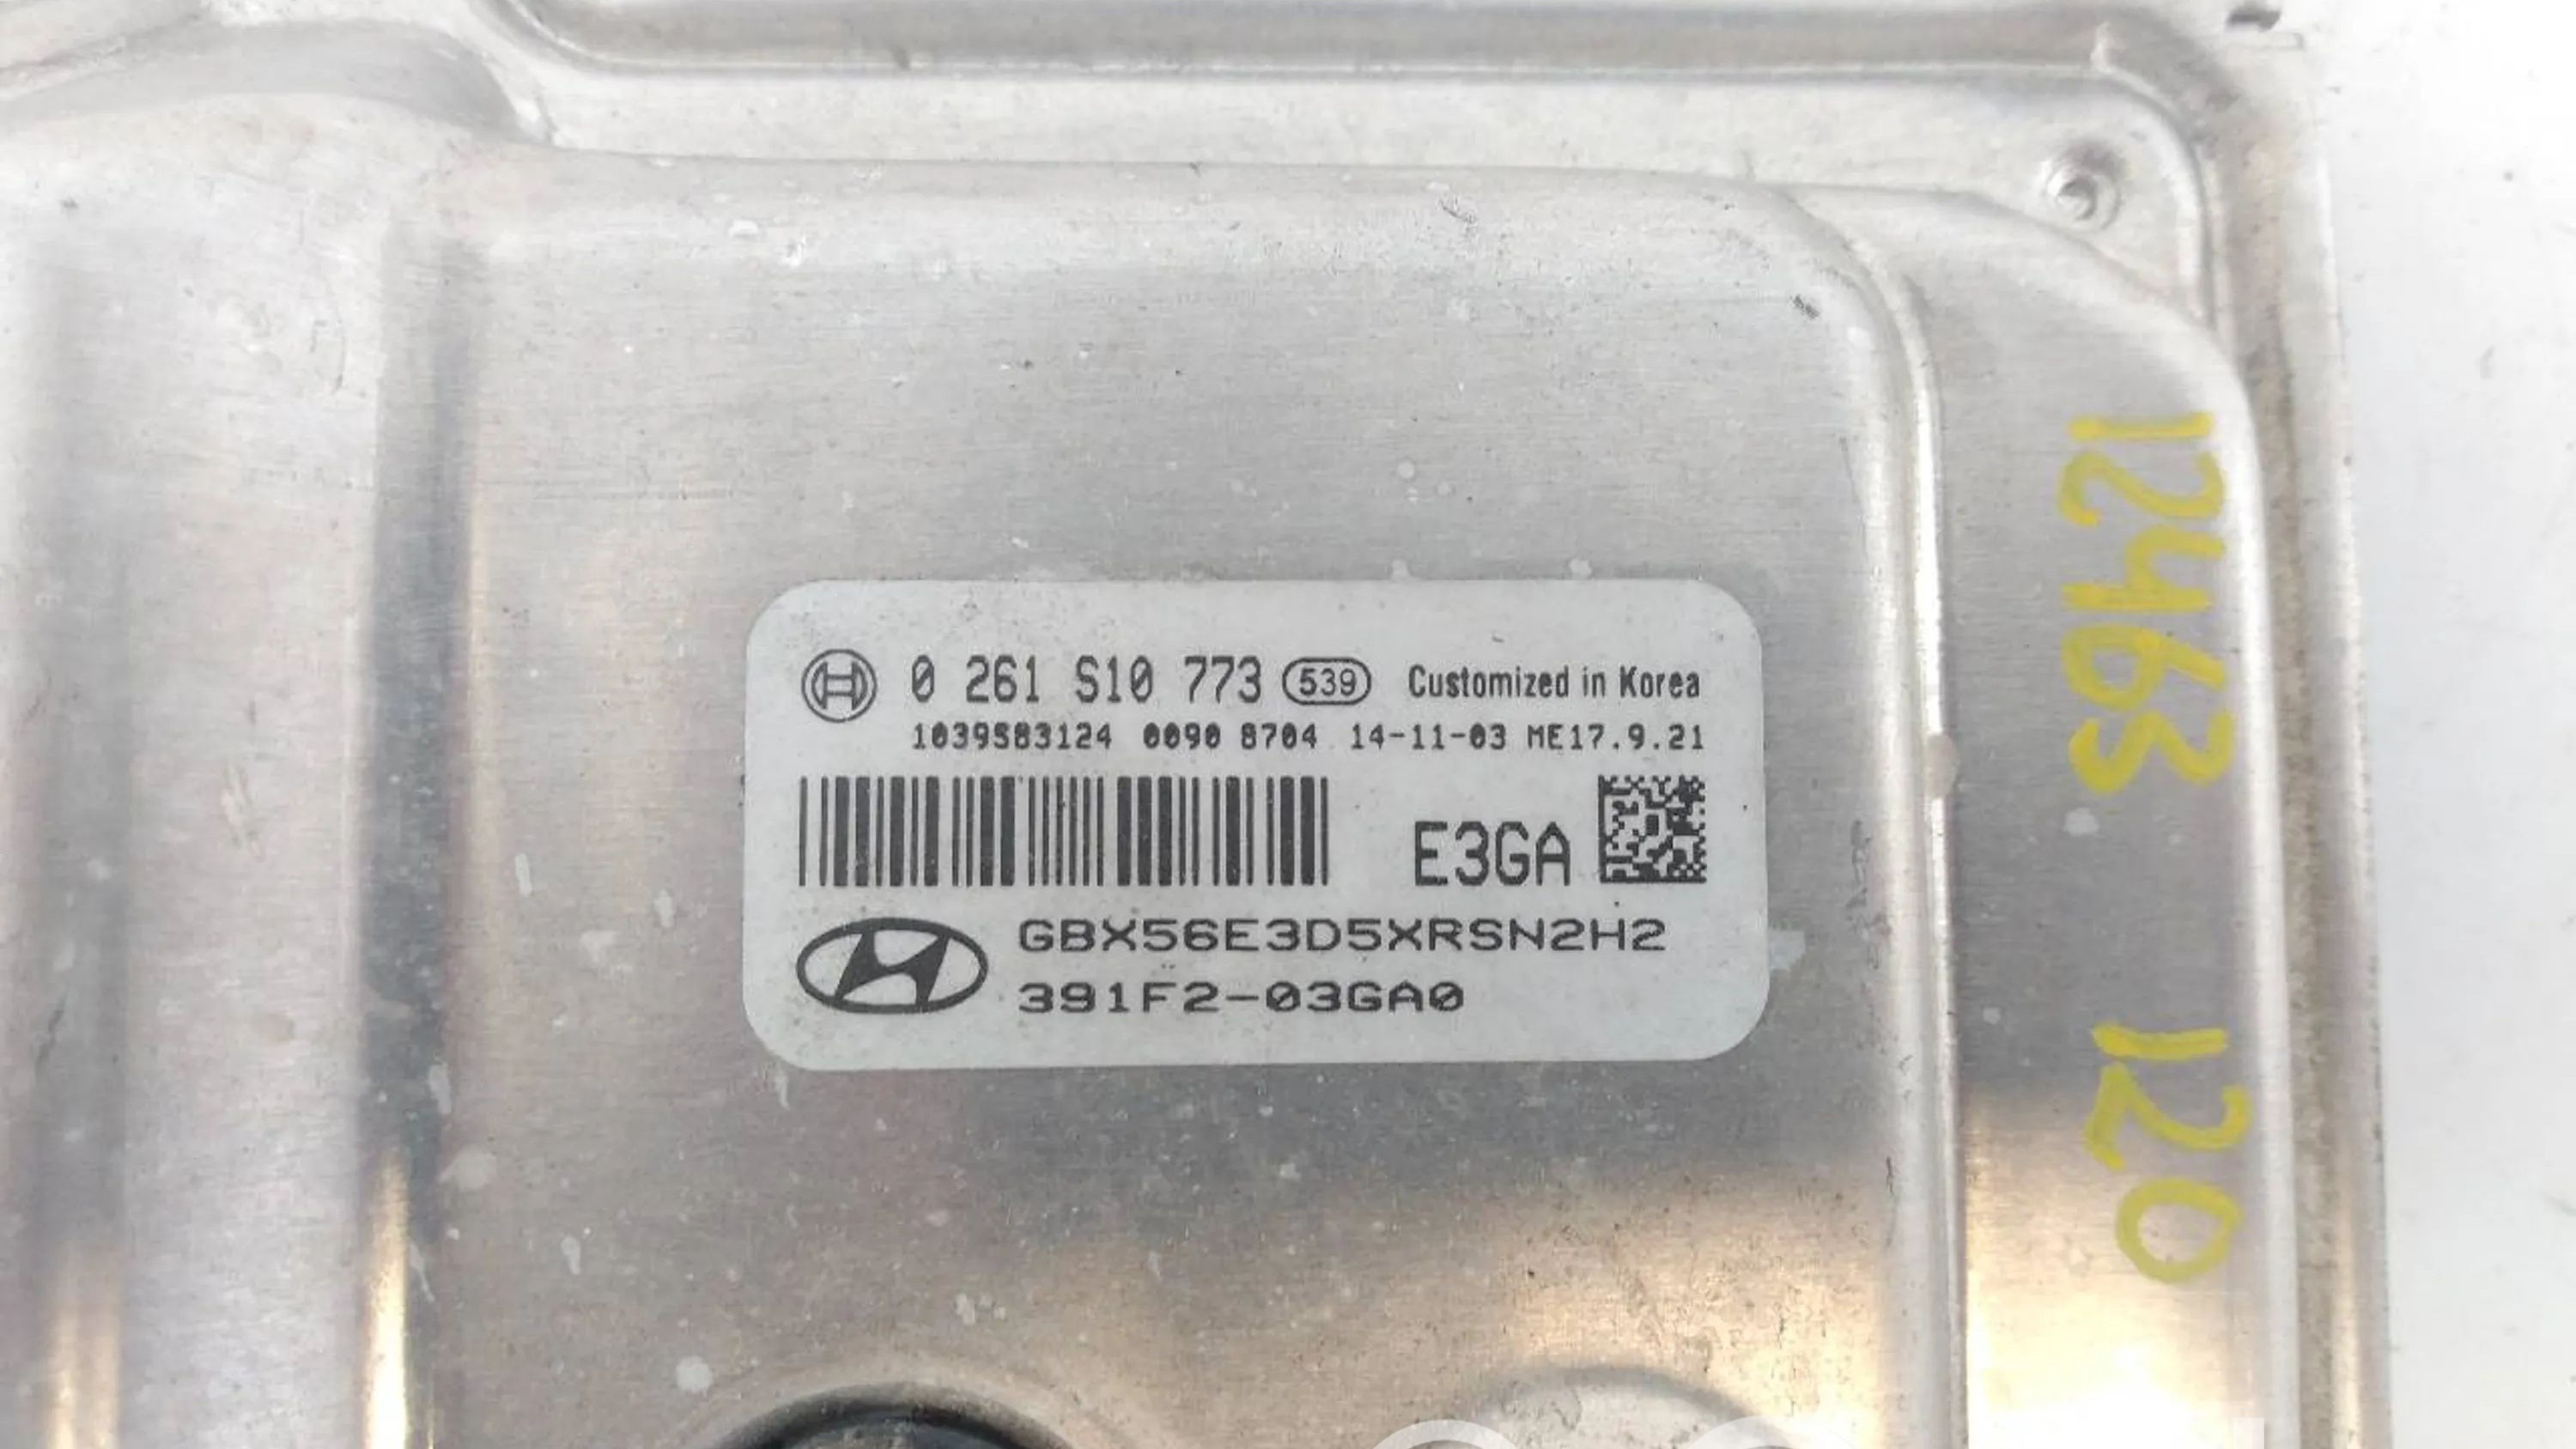 0 261 S10 773 539 Customized in Korea
1039S83124 0090 8704 14-11-03 ME17.9.21
E3GA
GBX56E3D5XRSN2H2
391F2-03GA0
12463 120